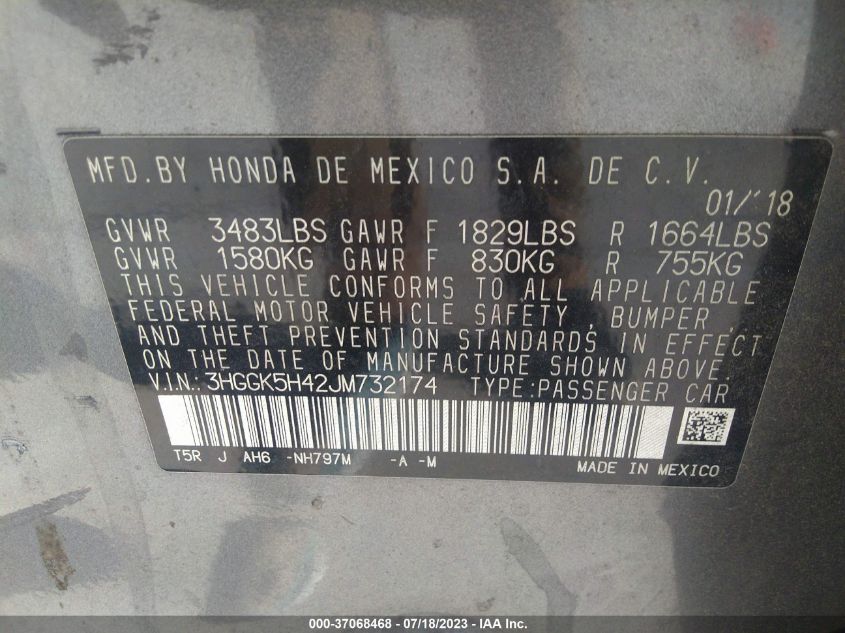 MFD.BY HONDA DE MEXICO S.A. DE C.V.
01/'18
GVWR 3483LBS GAWR F 1829LBS R 1664LBS
GVWR 1580KG GAWR F 830KG R 755KG
THIS VEHICLE CONFORMS TO ALL APPLICABLE
FEDERAL MOTOR VEHICLE SAFETY, BUMPER,
AND THEFT PREVENTION STANDARDS IN EFFECT
ON THE DATE OF MANUFACTURE SHOWN ABOVE.
V.I.N.: 3HGGK5H42JM732174 TYPE:PASSENGER CAR
T5R J AH6 -NH797M -A -M
MADE IN MEXICO
000-37068468 - 07/18/2023 - IAA Inc.